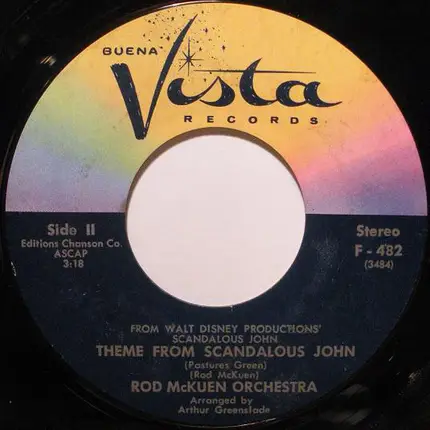 BUENA
Vista
RECORDS
Side II
Editions Chanson Co.
ASCAP
3:18
Stereo
F-482
(3484)
FROM WALT DISNEY PRODUCTIONS'
SCANDALOUS JOHN
THEME FROM SCANDALOUS JOHN
(Pastures Green)
(Rod McKuen)
ROD McKUEN ORCHESTRA
Arranged by
Arthur Greenslade